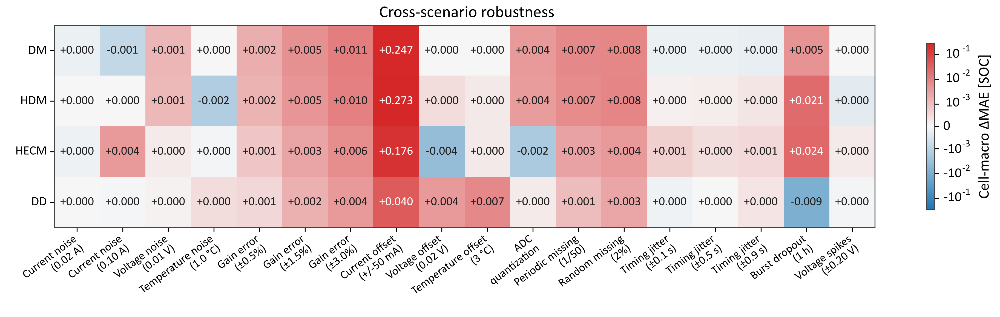 Cross-scenario robustness
DM +0.000 -0.001 +0.001 +0.000 +0.002 +0.005 +0.011 +0.247 +0.000 +0.000 +0.004 +0.007 +0.008 +0.000 +0.000 +0.000 +0.005 +0.000
HDM +0.000 +0.000 +0.001 -0.002 +0.002 +0.005 +0.010 +0.273 +0.000 +0.000 +0.004 +0.007 +0.008 +0.000 +0.000 +0.000 +0.021 +0.000
HECM +0.000 +0.004 +0.000 +0.000 +0.001 +0.003 +0.006 +0.176 -0.004 +0.000 -0.002 +0.003 +0.004 +0.001 +0.000 +0.001 +0.024 +0.000
DD +0.000 +0.000 +0.000 +0.000 +0.001 +0.002 +0.004 +0.040 +0.004 +0.007 +0.000 +0.001 +0.003 +0.000 +0.000 +0.000 -0.009 +0.000
Current noise
(0.02 A)
Current noise
(0.10 A)
Voltage noise
(0.01 V)
Temperature noise
(1.0 °C)
Gain error
(±0.5%)
Gain error
(±1.5%)
Gain error
(±3.0%)
Current offset
(+/-50 mA)
Voltage offset
(0.02 V)
Temperature offset
(3 °C)
ADC
quantization
Periodic missing
(1/50)
Random missing
(2%)
Timing jitter
(±0.1 s)
Timing jitter
(±0.5 s)
Timing jitter
(±0.9 s)
Burst dropout
(1 h)
Voltage spikes
(±0.20 V)
10⁻¹
10⁻²
10⁻³
0
-10⁻³
-10⁻²
-10⁻¹
Cell-macro ΔMAE [SOC]